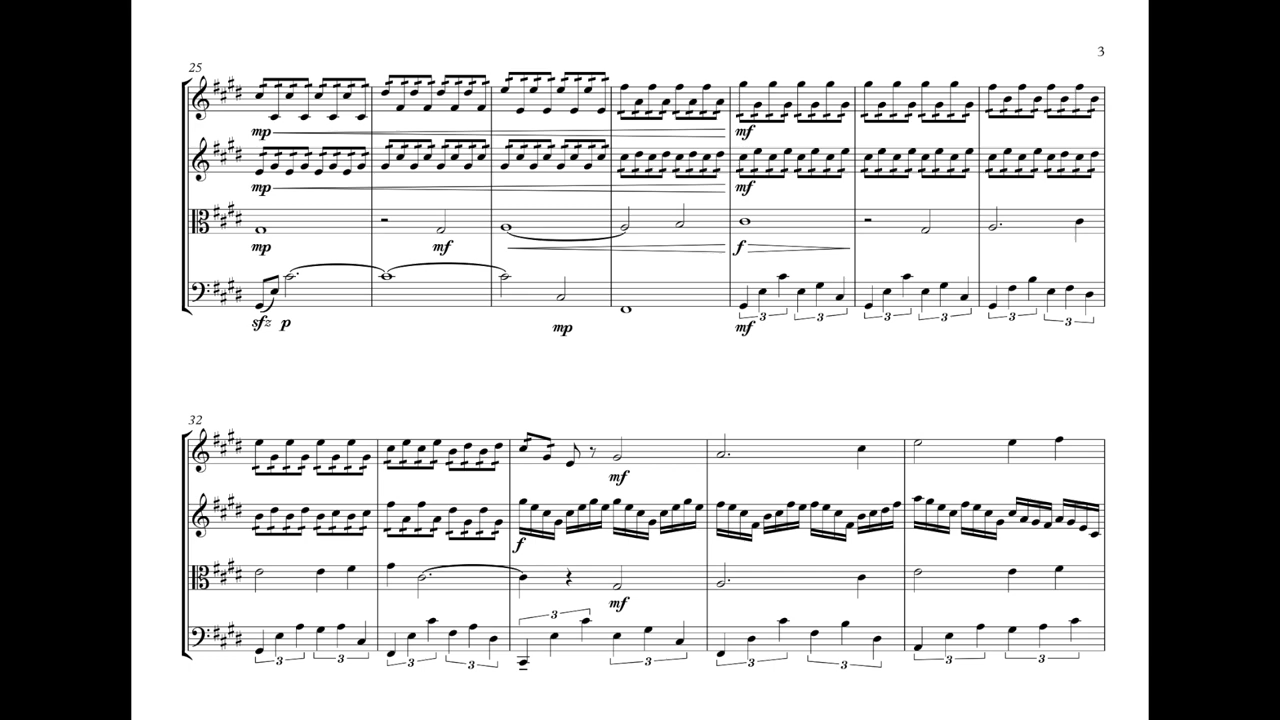 3
25
mp mf
mp mf
mp mf f
3 3 3 3 3 3
sfz p mp mf
32
mf
f
mf
3 3 3 3 3 3 3 3 3 3